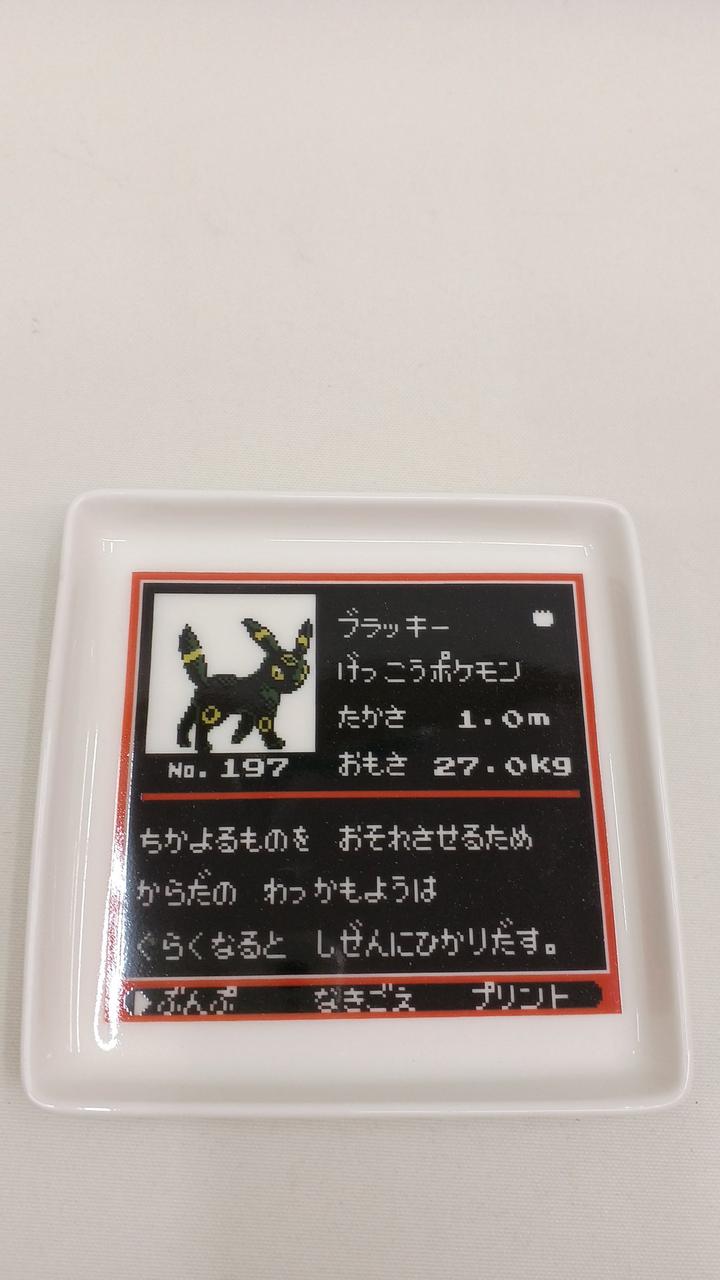 ブラッキー
げっこうポケモン
たかさ 1.0m
No.197 おもさ 27.0kg
ちかよるものを おそれさせるため
からだの わっかもようは
くらくなると しぜんにひかりだす。
▶ぶんぷ なきごえ プリント